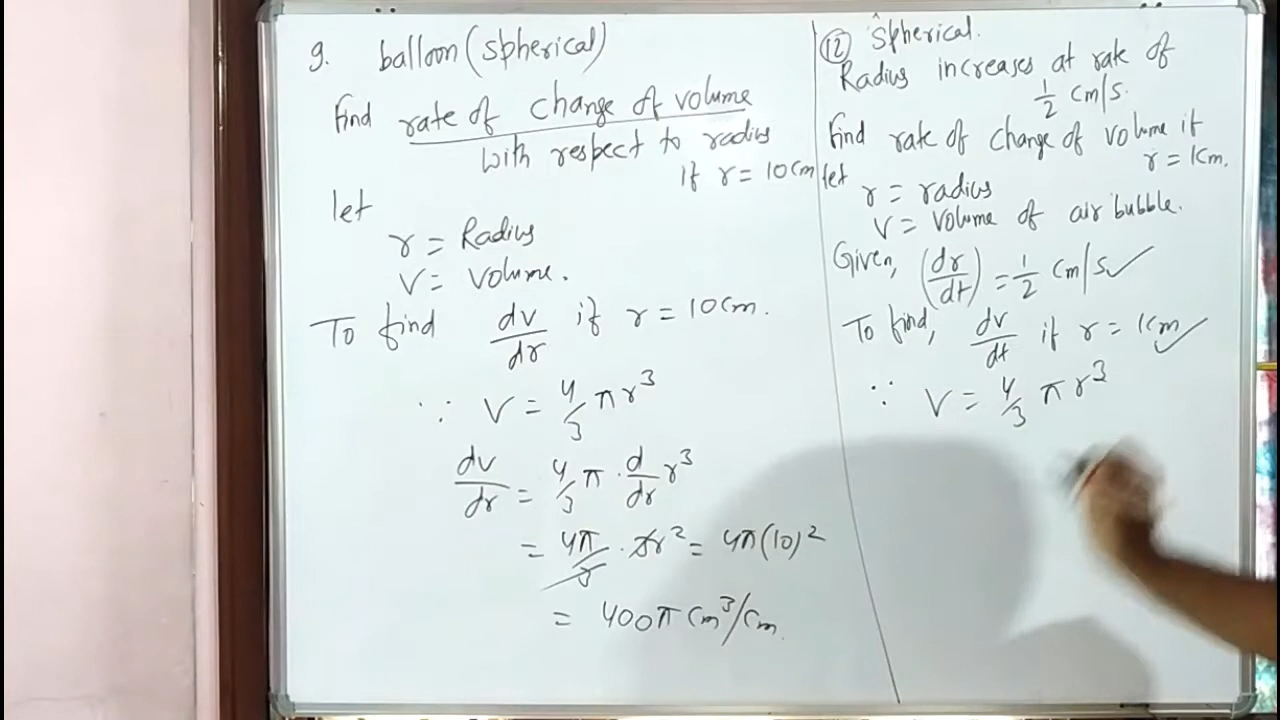 9. balloon (spherical)
Find rate of change of volume
with respect to radius
if r = 10cm
let
r = Radius
V = Volume.
To find dv/dr if r = 10cm.
∵ V = 4/3 πr³
dv/dr = 4/3 π · d/dr r³
= 4π/3 · 3r² = 4π(10)²
= 400π cm³/cm.
⑫ Spherical.
Radius increases at rate of
1/2 cm/s.
Find rate of change of volume if
r = 1cm.
let
r = radius
V = Volume of air bubble.
Given, (dr/dt) = 1/2 cm/s ✓
To find, dv/dt if r = 1cm ✓
∵ V = 4/3 π r³